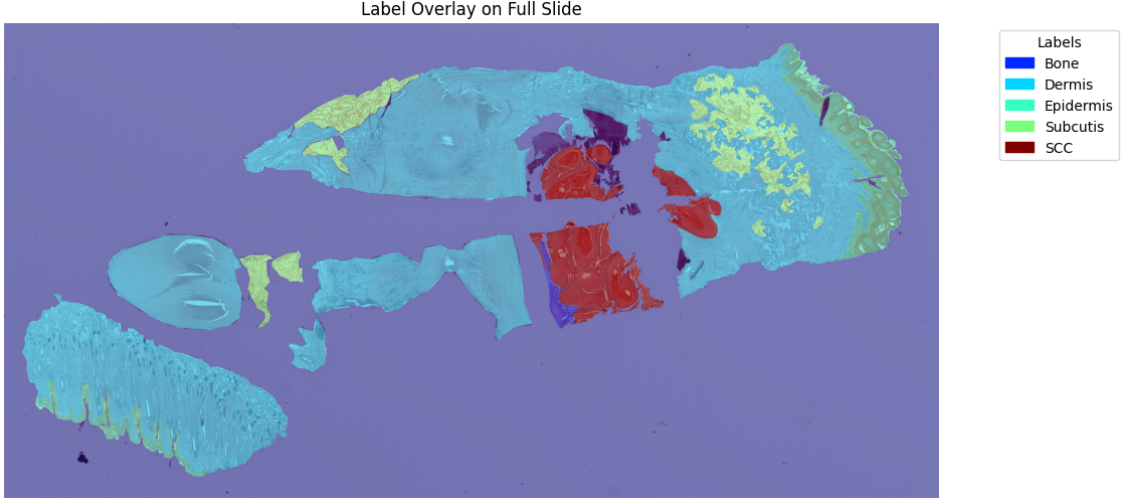 Label Overlay on Full Slide
Labels
Bone
Dermis
Epidermis
Subcutis
SCC